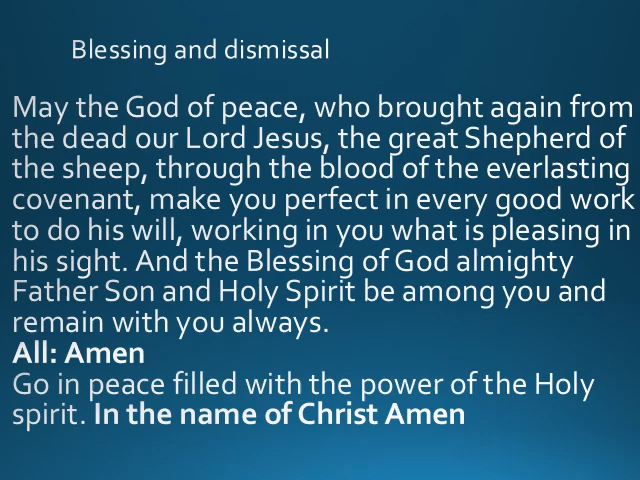 Blessing and dismissal
May the God of peace, who brought again from
the dead our Lord Jesus, the great Shepherd of
the sheep, through the blood of the everlasting
covenant, make you perfect in every good work
to do his will, working in you what is pleasing in
his sight. And the Blessing of God almighty
Father Son and Holy Spirit be among you and
remain with you always.
All: Amen
Go in peace filled with the power of the Holy
spirit. In the name of Christ Amen